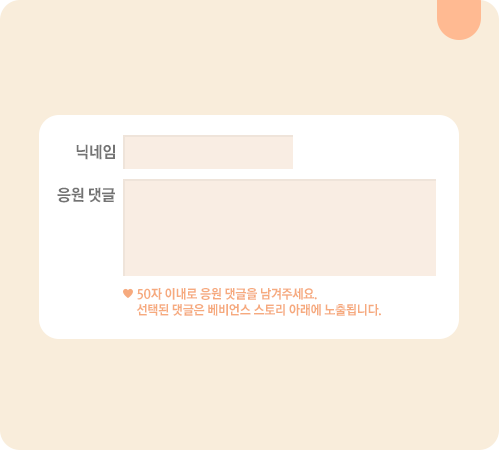 닉네임
응원 댓글
♥ 50자 이내로 응원 댓글을 남겨주세요.
선택된 댓글은 베비언스 스토리 아래에 노출됩니다.